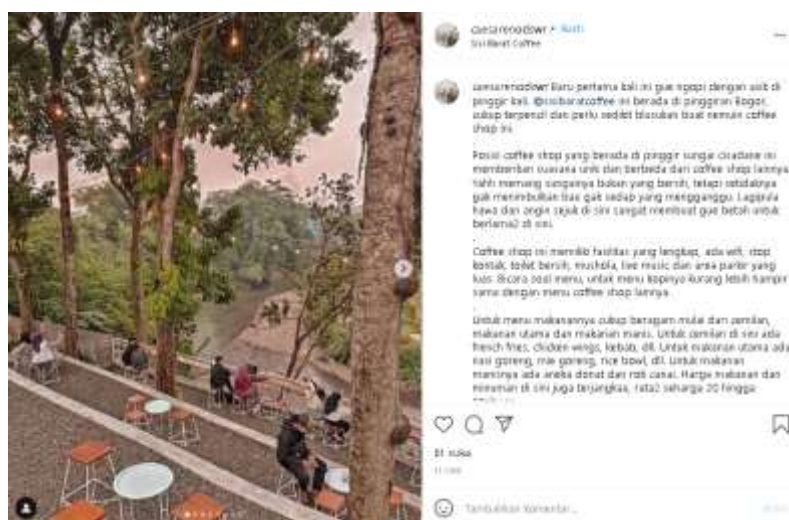 caesarenodswr • Ikuti
Sisi Barat Coffee
caesarenodswr Baru pertama kali ini gue ngopi dengan asik di
pinggir kali. @sisibaratcoffee ini berada di pinggiran Bogor,
cukup terpencil dan perlu sedikit blusukan buat nemuin coffee
shop ini.
Posisi coffee shop yang berada di pinggir sungai cisadane ini
memberikan suasana unik dan berbeda dari coffee shop lainnya.
memang sungainya bukan yang bersih, tetapi setidaknya
gak menimbulkan bau gak sedap yang mengganggu. Lagipula
hawa dan angin sejuk di sini sangat membuat gue betah untuk
berlama2 di sini.
Coffee shop ini memiliki fasilitas yang lengkap, ada wifi, stop
kontak, toilet bersih, mushola, live music dan area parkir yang
luas. Bicara soal menu, untuk menu kopinya kurang lebih hampir
sama dengan menu coffee shop lainnya.
Untuk menu makanannya cukup beragam mulai dari cemilan,
makanan utama dan makanan manis. Untuk cemilan di sini ada
french fries, chicken wings, kebab, dll. Untuk makanan utama ada
nasi goreng, mie goreng, rice bowl, dll. Untuk makanan
manisnya ada aneka donat dan roti canai. Harga makanan dan
minuman di sini juga terjangkau, rata2 seharga 20 hingga
suka
Tambahkan komentar...